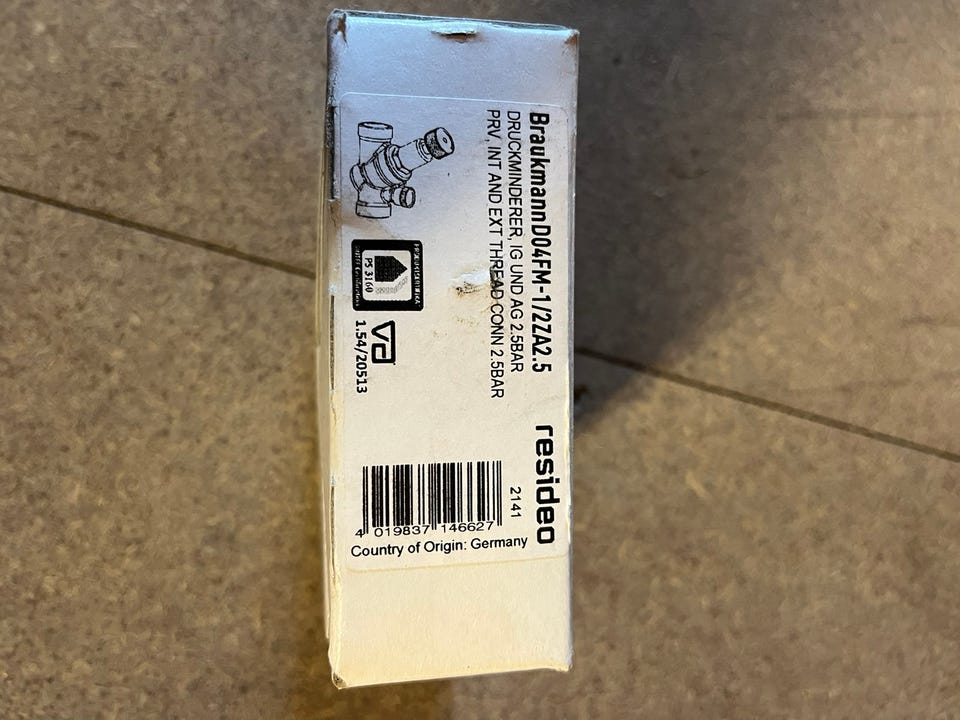 BraukmannD04FM-1/2ZA2.5
DRUCKMINDERER, IG UND AG 2.5BAR
PRV, INT AND EXT THREAD CONN 2.5BAR
PS 3160
1.54/20513
resideo
2141
4 019837 146627
Country of Origin: Germany